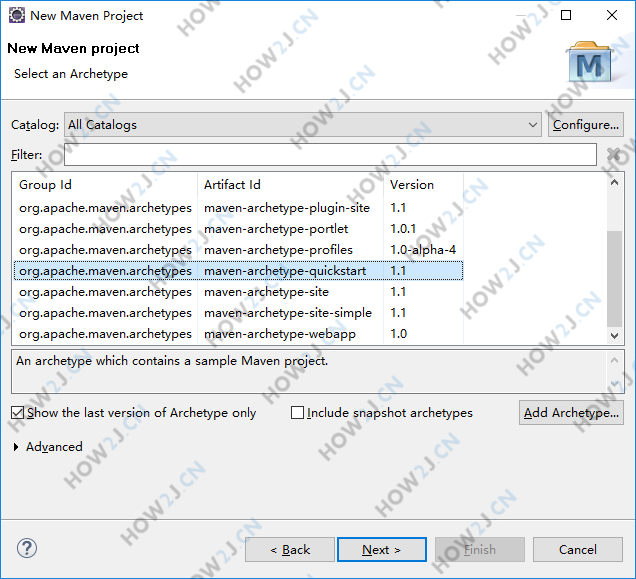 New Maven Project
New Maven project
Select an Archetype
M
Catalog: All Catalogs Configure...
Filter:
Group Id Artifact Id Version
org.apache.maven.archetypes maven-archetype-plugin-site 1.1
org.apache.maven.archetypes maven-archetype-portlet 1.0.1
org.apache.maven.archetypes maven-archetype-profiles 1.0-alpha-4
org.apache.maven.archetypes maven-archetype-quickstart 1.1
org.apache.maven.archetypes maven-archetype-site 1.1
org.apache.maven.archetypes maven-archetype-site-simple 1.1
org.apache.maven.archetypes maven-archetype-webapp 1.0
An archetype which contains a sample Maven project.
Show the last version of Archetype only Include snapshot archetypes Add Archetype...
Advanced
? < Back Next > Finish Cancel
HOW2J.CN